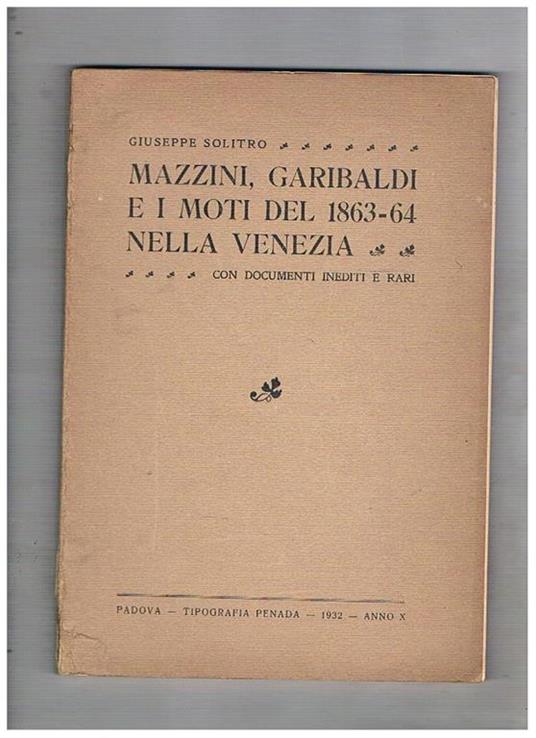 GIUSEPPE SOLITRO
MAZZINI, GARIBALDI
E I MOTI DEL 1863-64
NELLA VENEZIA
CON DOCUMENTI INEDITI E RARI
PADOVA — TIPOGRAFIA PENADA — 1932 — ANNO X